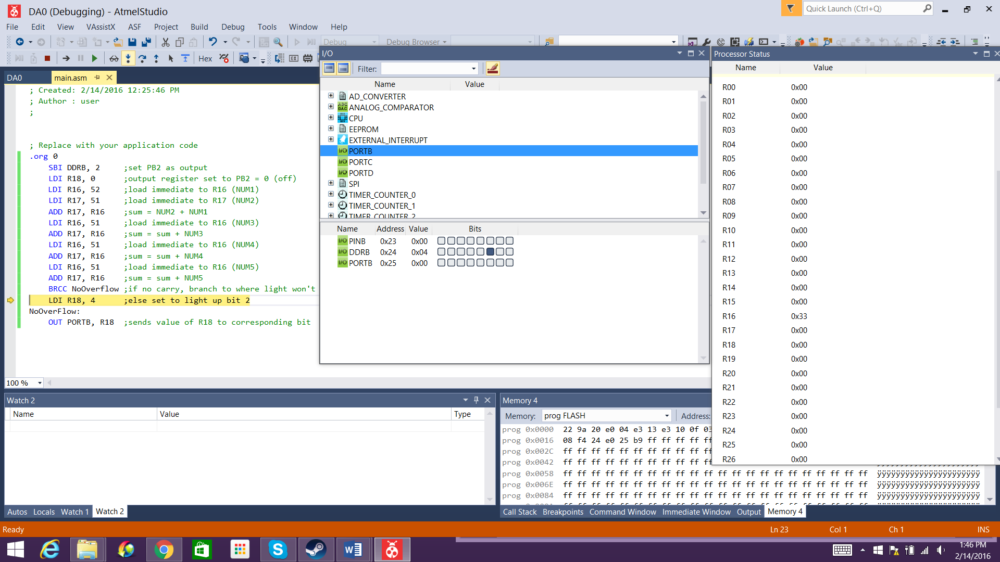 DA0 (Debugging) - AtmelStudio
Quick Launch (Ctrl+Q)
File Edit View VAssistX ASF Project Build Debug Tools Window Help
Debug Debug Browser
Hex
DA0 main.asm
; Created: 2/14/2016 12:25:46 PM
; Author : user
;
; Replace with your application code
.org 0
SBI DDRB, 2 ;set PB2 as output
LDI R18, 0 ;output register set to PB2 = 0 (off)
LDI R16, 52 ;load immediate to R16 (NUM1)
LDI R17, 51 ;load immediate to R17 (NUM2)
ADD R17, R16 ;sum = NUM2 + NUM1
LDI R16, 51 ;load immediate to R16 (NUM3)
ADD R17, R16 ;sum = sum + NUM3
LDI R16, 51 ;load immediate to R16 (NUM4)
ADD R17, R16 ;sum = sum + NUM4
LDI R16, 51 ;load immediate to R16 (NUM5)
ADD R17, R16 ;sum = sum + NUM5
BRCC NoOverflow ;if no carry, branch to where light won't
LDI R18, 4 ;else set to light up bit 2
NoOverFlow:
OUT PORTB, R18 ;sends value of R18 to corresponding bit
100 %
I/O
Filter:
Name Value
AD_CONVERTER
ANALOG_COMPARATOR
CPU
EEPROM
EXTERNAL_INTERRUPT
I/O PORTB
I/O PORTC
I/O PORTD
SPI
TIMER_COUNTER_0
TIMER_COUNTER_1
TIMER_COUNTER_2
Name Address Value Bits
I/O PINB 0x23 0x00
I/O DDRB 0x24 0x04
I/O PORTB 0x25 0x00
Processor Status
Name Value
R00 0x00
R01 0x00
R02 0x00
R03 0x00
R04 0x00
R05 0x00
R06 0x00
R07 0x00
R08 0x00
R09 0x00
R10 0x00
R11 0x00
R12 0x00
R13 0x00
R14 0x00
R15 0x00
R16 0x33
R17 0x00
R18 0x00
R19 0x00
R20 0x00
R21 0x00
R22 0x00
R23 0x00
R24 0x00
R25 0x00
R26 0x00
Watch 2
Name Value Type
Autos Locals Watch 1 Watch 2
Memory 4
Memory: prog FLASH Address:
prog 0x0000 22 9a 20 e0 04 e3 13 e3 10 0f 03
prog 0x0016 08 f4 24 e0 25 b9 ff ff ff ff ff
prog 0x002C ff ff ff ff ff ff ff ff ff ff ff
prog 0x0042 ff ff ff ff ff ff ff ff ff ff ff
prog 0x0058 ff ff ff ff ff ff ff ff ff ff ff ff ff ff ff ff ff ff ff ff ff ff ÿÿÿÿÿÿÿÿÿÿÿÿÿÿÿÿÿÿÿÿÿÿ
prog 0x006E ff ff ff ff ff ff ff ff ff ff ff ff ff ff ff ff ff ff ff ff ff ff ÿÿÿÿÿÿÿÿÿÿÿÿÿÿÿÿÿÿÿÿÿÿ
prog 0x0084 ff ff ff ff ff ff ff ff ff ff ff ff ff ff ff ff ff ff ff ff ff ff ÿÿÿÿÿÿÿÿÿÿÿÿÿÿÿÿÿÿÿÿÿÿ
Call Stack Breakpoints Command Window Immediate Window Output Memory 4
Ready Ln 23 Col 1 Ch 1 INS
1:46 PM
2/14/2016